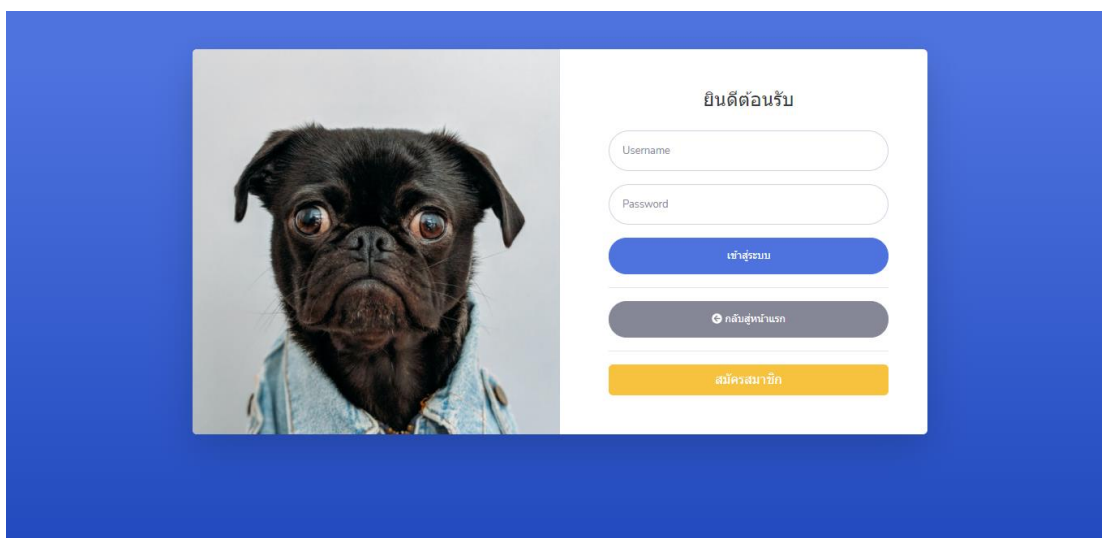 ยินดีต้อนรับ
Username
Password
เข้าสู่ระบบ
กลับสู่หน้าแรก
สมัครสมาชิก